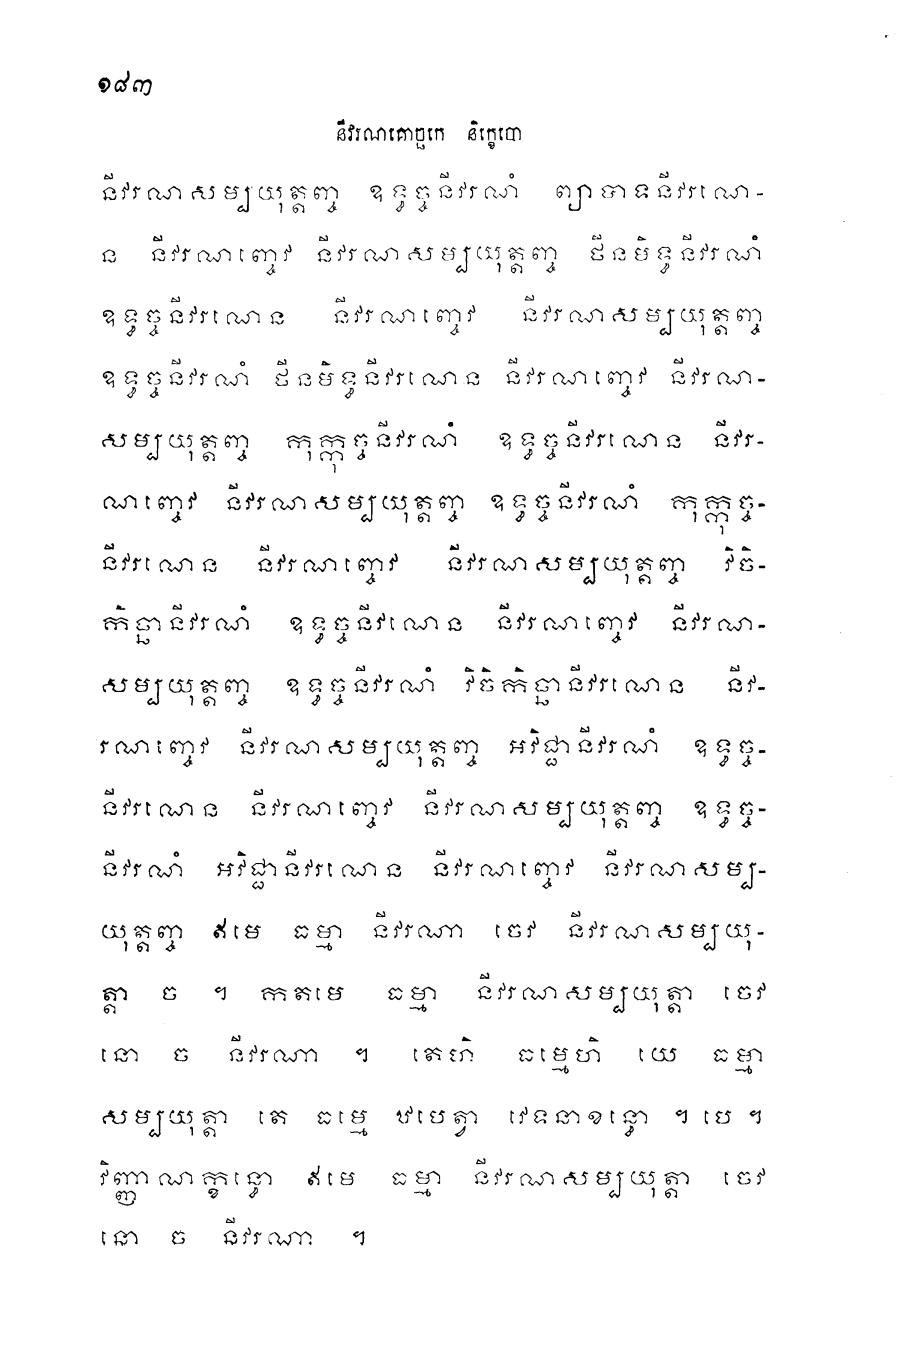 ១៨៣
នីវរណគោច្ឆកេ និក្ខេបោ
នីវរណសម្បយុត្តញ្ច ឧទ្ធច្ចនីវរណំ ព្យាបាទនីវរណេ-
ន នីវរណញ្ចេវ នីវរណសម្បយុត្តញ្ច ថីនមិទ្ធនីវរណំ
ឧទ្ធច្ចនីវរណេន នីវរណញ្ចេវ នីវរណសម្បយុត្តញ្ច
ឧទ្ធច្ចនីវរណំ ថីនមិទ្ធនីវរណេន នីវរណញ្ចេវ នីវរណ-
សម្បយុត្តញ្ច កុក្កុច្ចនីវរណំ ឧទ្ធច្ចនីវរណេន នីវរ-
ណញ្ចេវ នីវរណសម្បយុត្តញ្ច ឧទ្ធច្ចនីវរណំ កុក្កុច្ច-
នីវរណេន នីវរណញ្ចេវ នីវរណសម្បយុត្តញ្ច វិចិ-
កិច្ឆានីវរណំ ឧទ្ធច្ចនីវណេន នីវរណញ្ចេវ នីវរណ-
សម្បយុត្តញ្ច ឧទ្ធច្ចនីវរណំ វិចិកិច្ឆានីវរណេន នីវ-
រណញ្ចេវ នីវរណសម្បយុត្តញ្ច អវិជ្ជានីវរណំ ឧទ្ធច្ច-
នីវរណេន នីវរណញ្ចេវ នីវរណសម្បយុត្តញ្ច ឧទ្ធច្ច-
នីវរណំ អវិជ្ជានីវរណេន នីវរណញ្ចេវ នីវរណសម្ប-
យុត្តញ្ច ឥមេ ធម្មា នីវរណា ចេវ នីវរណសម្បយុ-
ត្តា ច ។ កតមេ ធម្មា នីវរណសម្បយុត្តា ចេវ
នោ ច នីវរណា ។ តេហិ ធម្មេហិ យេ ធម្មា
សម្បយុត្តា តេ ធម្មេ ឋបេត្វា វេទនាខន្ធោ ។ បេ ។
វិញ្ញាណក្ខន្ធោ ឥមេ ធម្មា នីវរណសម្បយុត្តា ចេវ
នោ ច នីវរណា ។